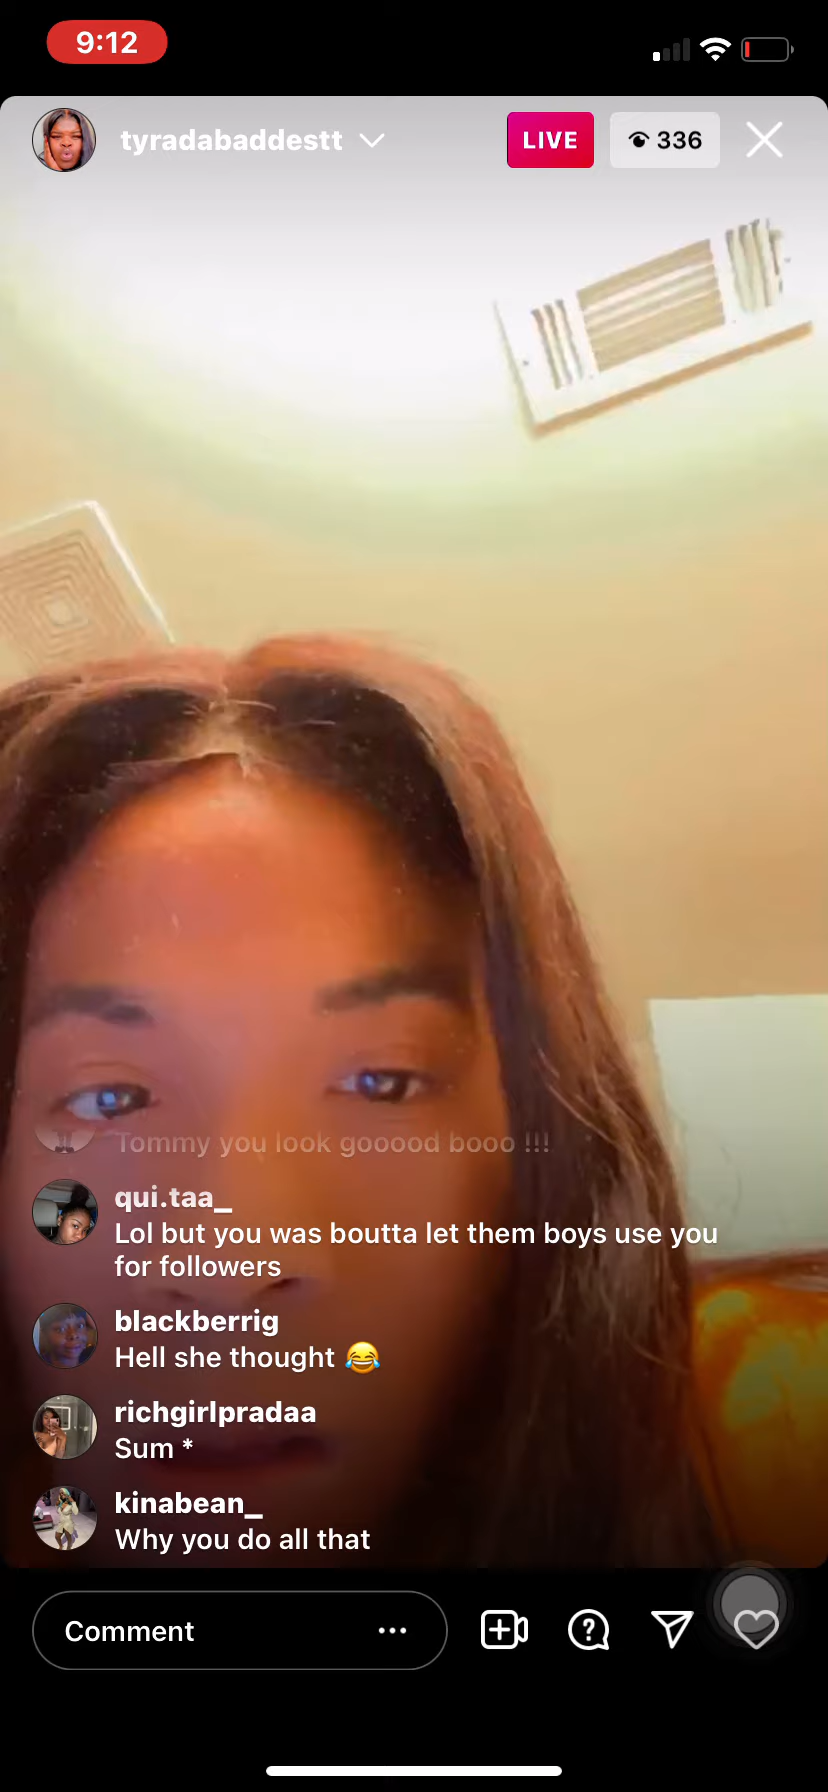 9:12
tyradabaddestt
LIVE
336
Tommy you look gooood booo !!!
qui.taa_
Lol but you was boutta let them boys use you
for followers
blackberrig
Hell she thought 😂
richgirlpradaa
Sum *
kinabean_
Why you do all that
Comment